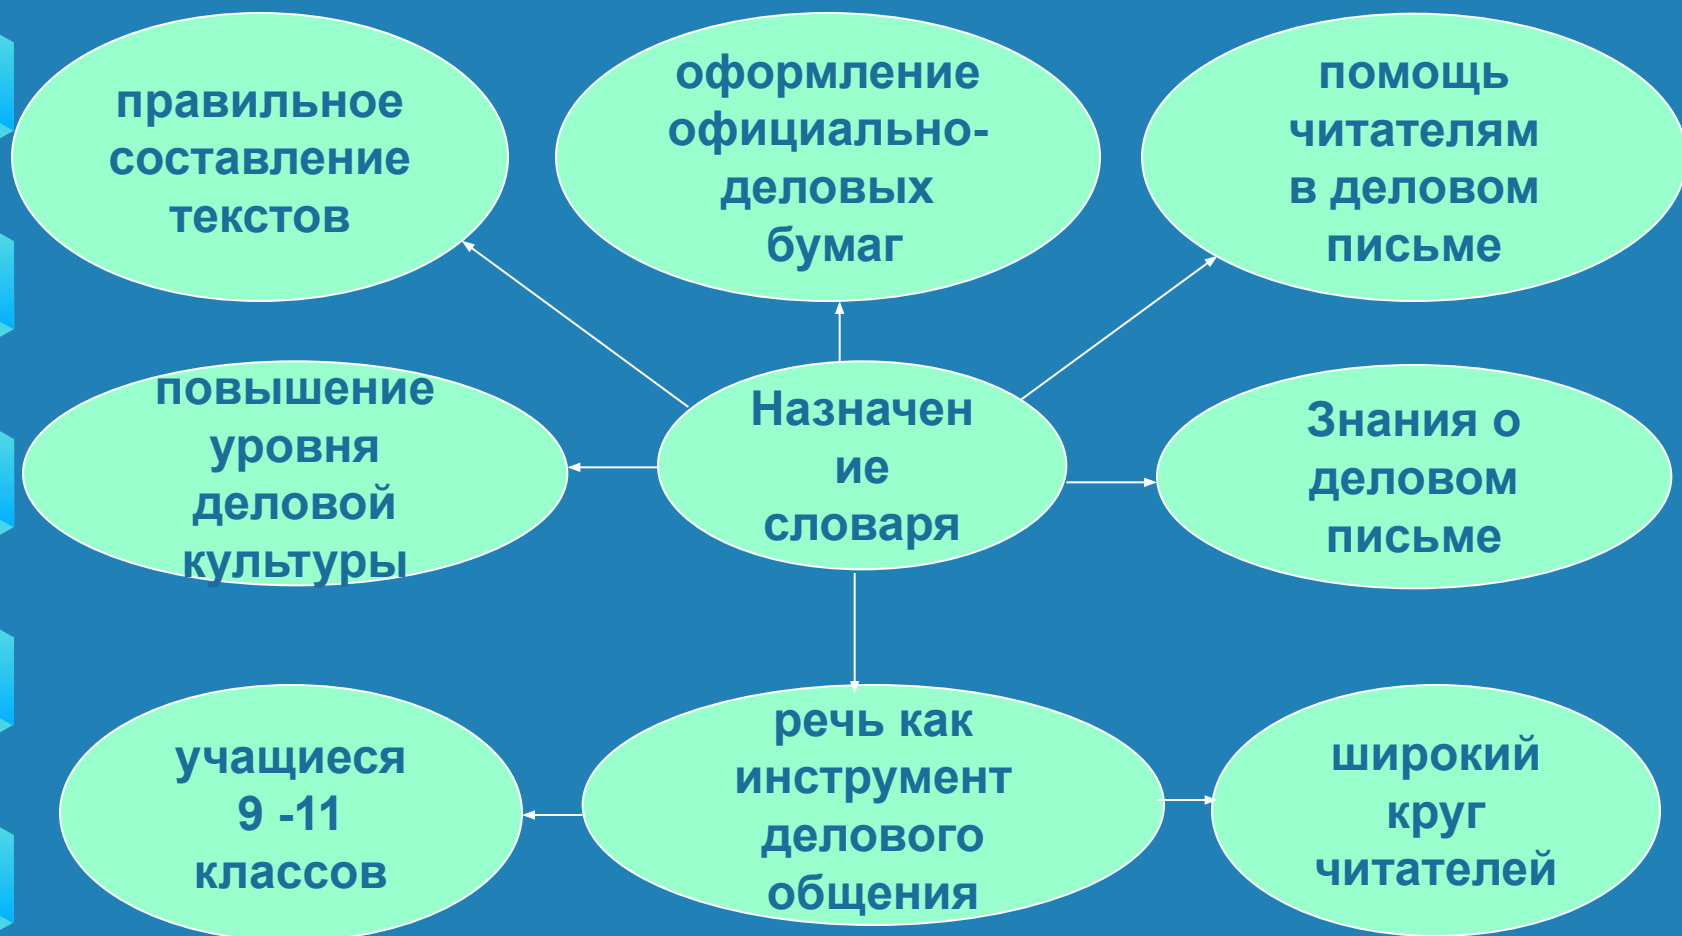 правильное
составление
текстов
оформление
официально-
деловых
бумаг
помощь
читателям
в деловом
письме
повышение
уровня
деловой
культуры
Назначен
ие
словаря
Знания о
деловом
письме
учащиеся
9 -11
классов
речь как
инструмент
делового
общения
широкий
круг
читателей